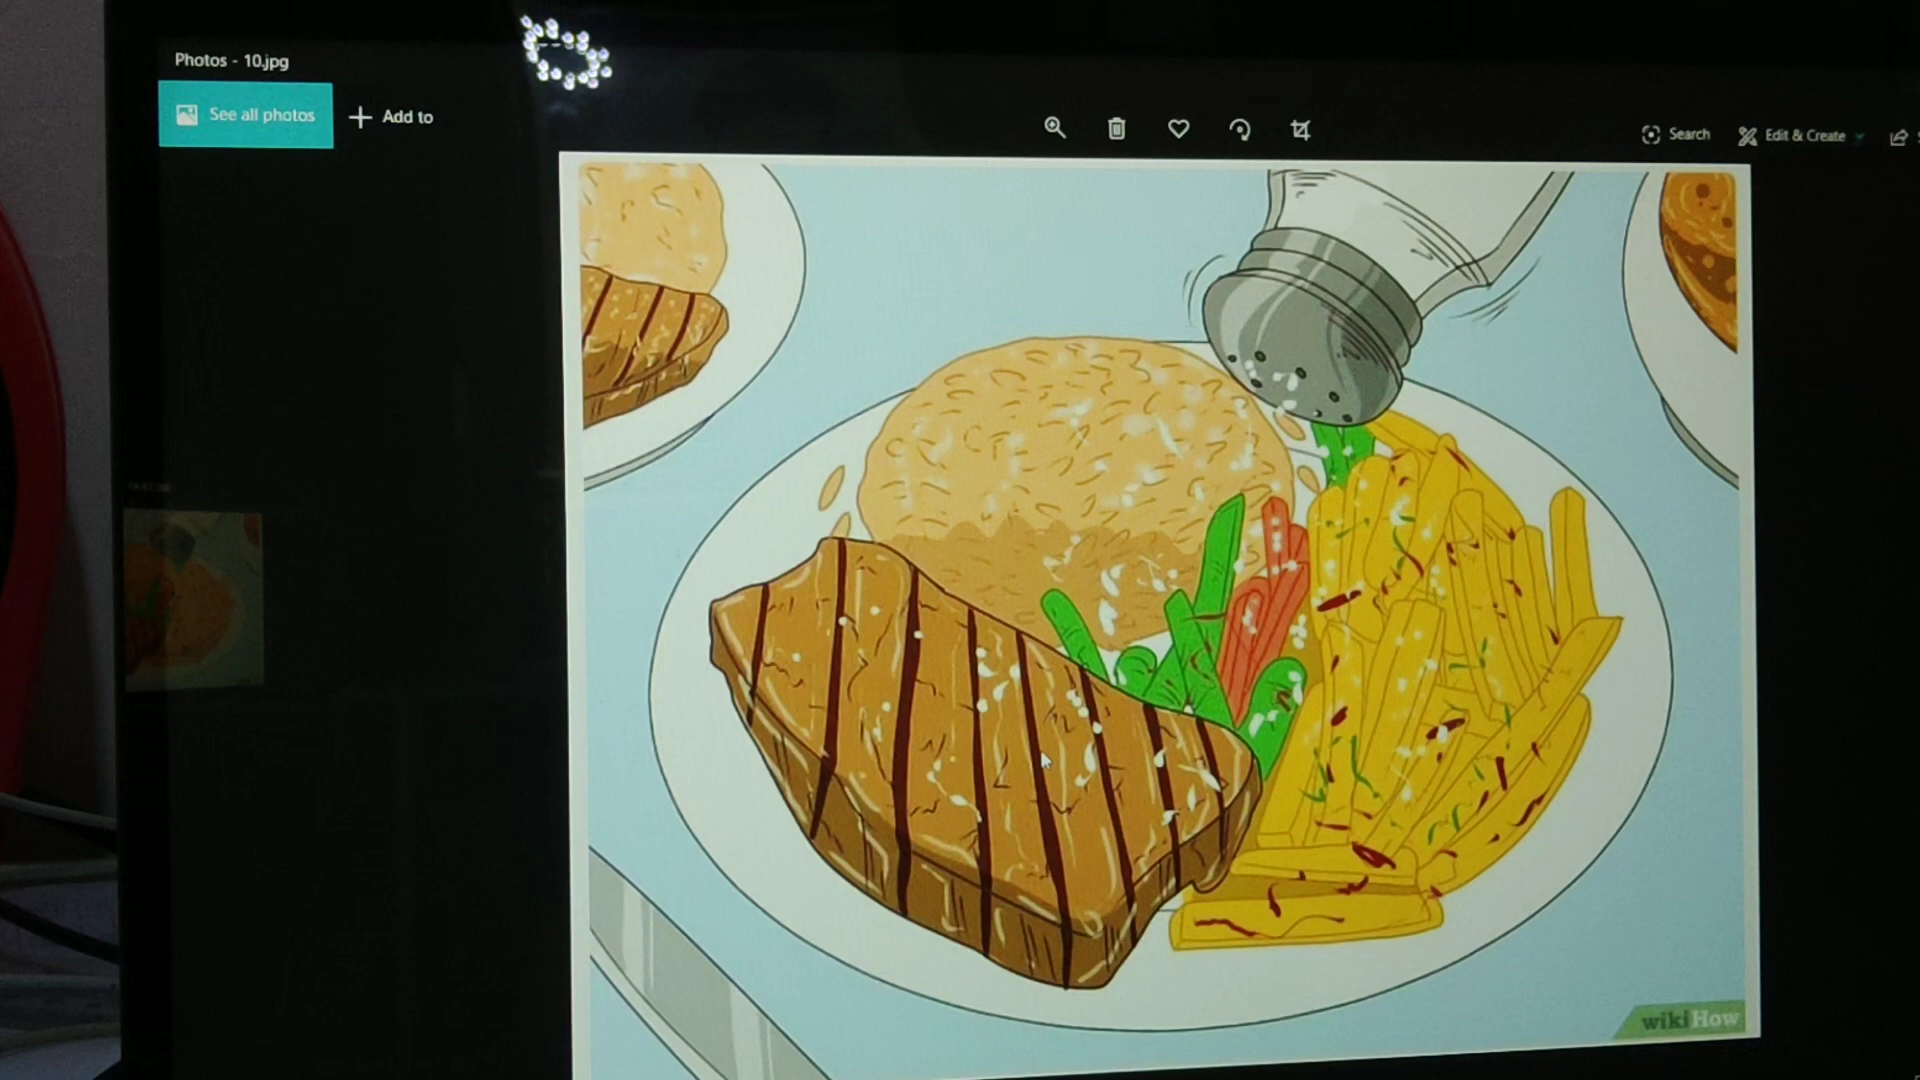 Photos - 10.jpg
See all photos
Add to
Search
Edit & Create
wikiHow